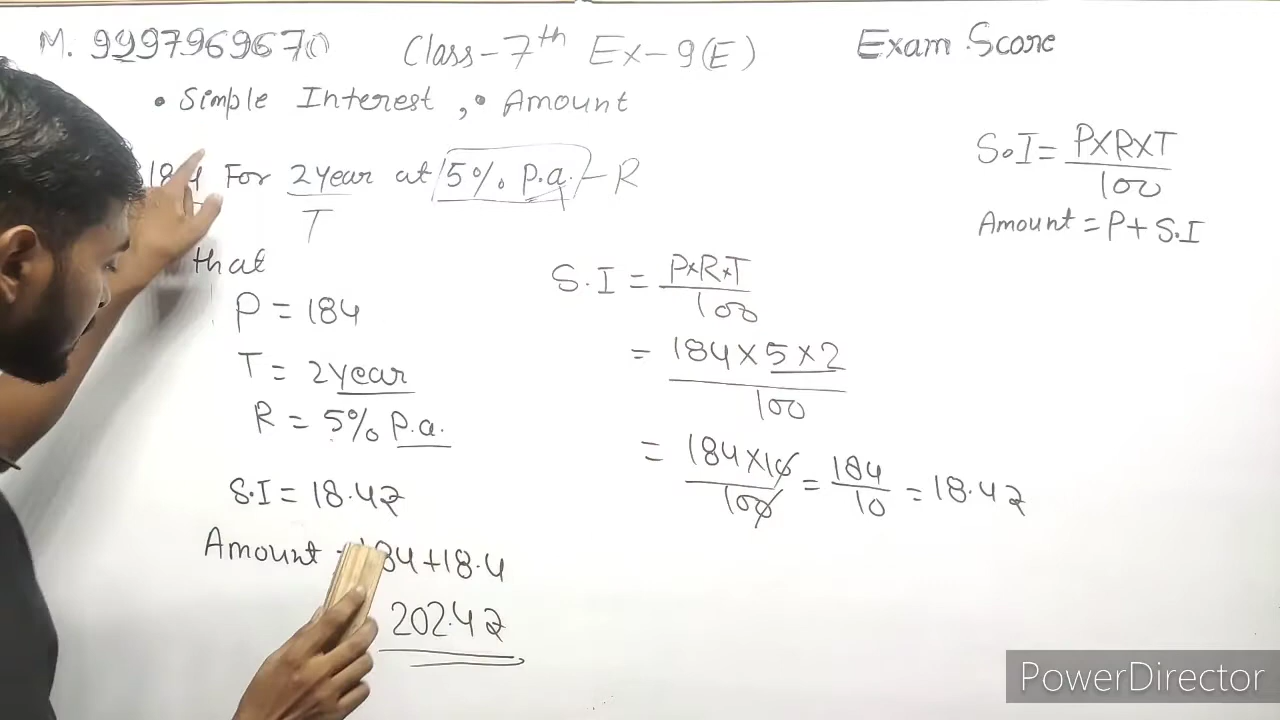 M. 9997969670 Class-7th Ex-9(E) Exam Score
• Simple Interest, • Amount
184 For 2year at 5% P.a. - R
T
that
P = 184
T = 2year
R = 5% P.a.
S.I = 18.4₹
Amount = 184+18.4
202.4₹
S.I = P×R×T
100
= 184×5×2
100
= 184×10 = 184 = 18.4₹
100 10
S.I = P×R×T
100
Amount = P + S.I
PowerDirector